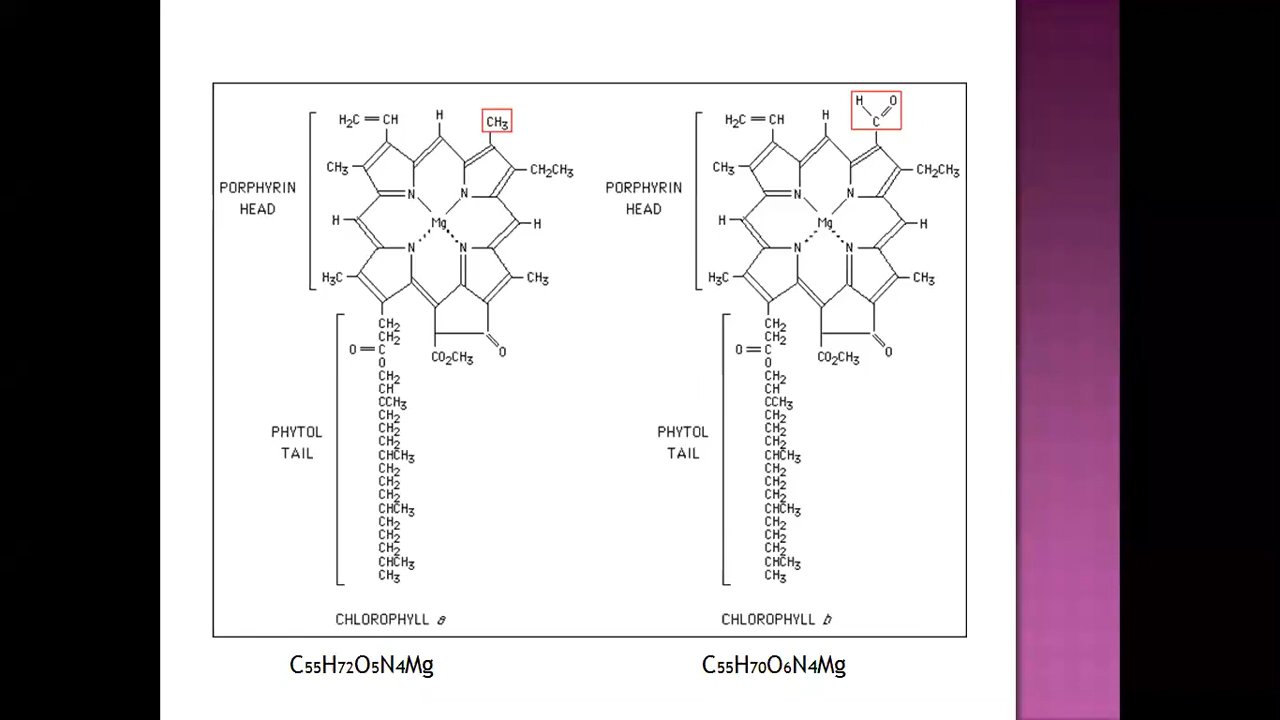 H₂C=CH
H
CH₃
CH₃
CH₂CH₃
PORPHYRIN
HEAD
N
N
H
Mg
H
N
N
H₃C
CH₃
CH₂
CH₂
O=C
O
CO₂CH₃
O
CH₂
CH
CCH₃
CH₂
CH₂
CH₂
CHCH₃
CH₂
CH₂
CH₂
CHCH₃
CH₂
CH₂
CH₂
CHCH₃
CH₃
PHYTOL
TAIL
CHLOROPHYLL a
C₅₅H₇₂O₅N₄Mg
H₂C=CH
H
H
O
C
CH₃
CH₂CH₃
PORPHYRIN
HEAD
N
N
H
Mg
H
N
N
H₃C
CH₃
CH₂
CH₂
O=C
O
CO₂CH₃
O
CH₂
CH
CCH₃
CH₂
CH₂
CH₂
CHCH₃
CH₂
CH₂
CH₂
CHCH₃
CH₂
CH₂
CH₂
CHCH₃
CH₃
PHYTOL
TAIL
CHLOROPHYLL b
C₅₅H₇₀O₆N₄Mg